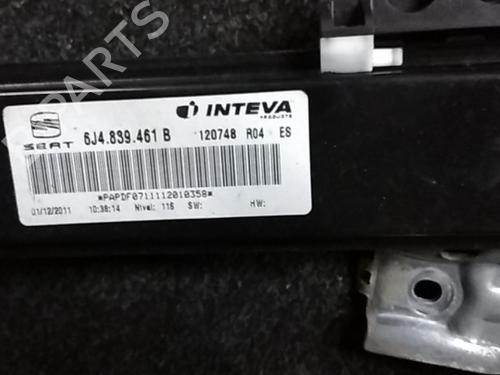 PARTS
INTEVA
PRODUCTS
SEAT
6J4.839.461 B 120748 R04 ES
*PAPDF0711112010358*
01/12/2011 10:38:14 Nivel: 116 SW: HW: